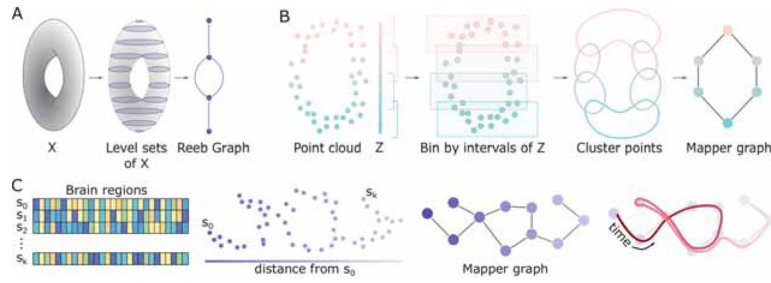 A
X
Level sets
of X
Reeb Graph
B
Point cloud
Z
Bin by intervals of Z
Cluster points
Mapper graph
C
Brain regions
s0
s1
s2
⋮
sk
s0
sk
distance from s0
Mapper graph
time